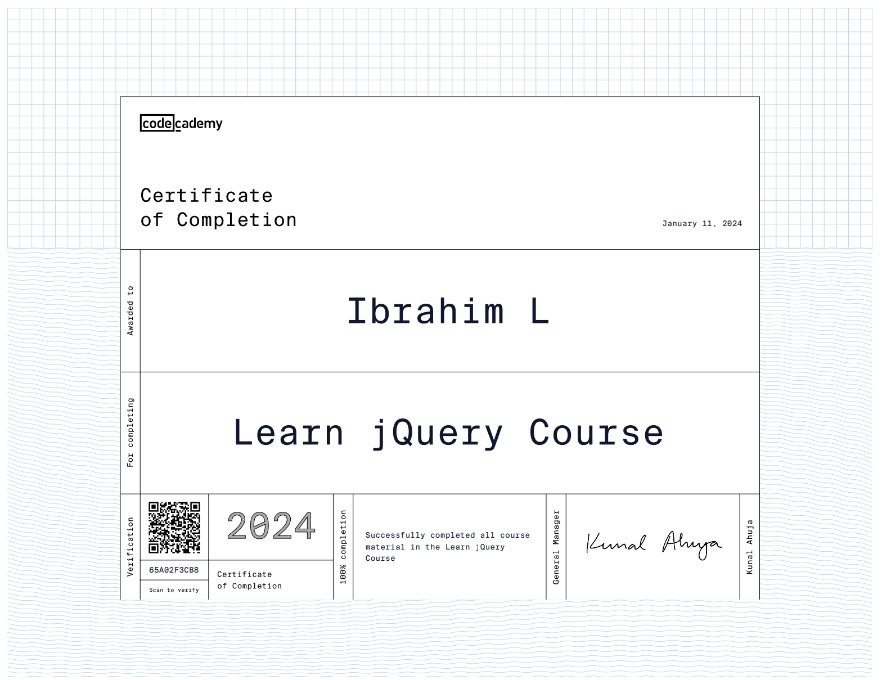 codecademy
Certificate
of Completion
January 11, 2024
Awarded to
Ibrahim L
For completing
Learn jQuery Course
Verification
65A02F3CB8
Scan to verify
2024
Certificate
of Completion
100% completion
Successfully completed all course
material in the Learn jQuery
Course
General Manager
Kunal Ahuja
Kunal Ahuja